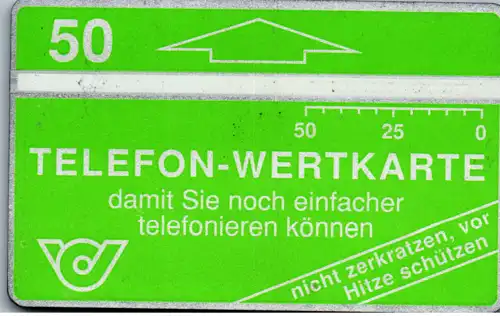 50
50 25 0
TELEFON-WERTKARTE
damit Sie noch einfacher
telefonieren können
nicht zerkratzen, vor
Hitze schützen